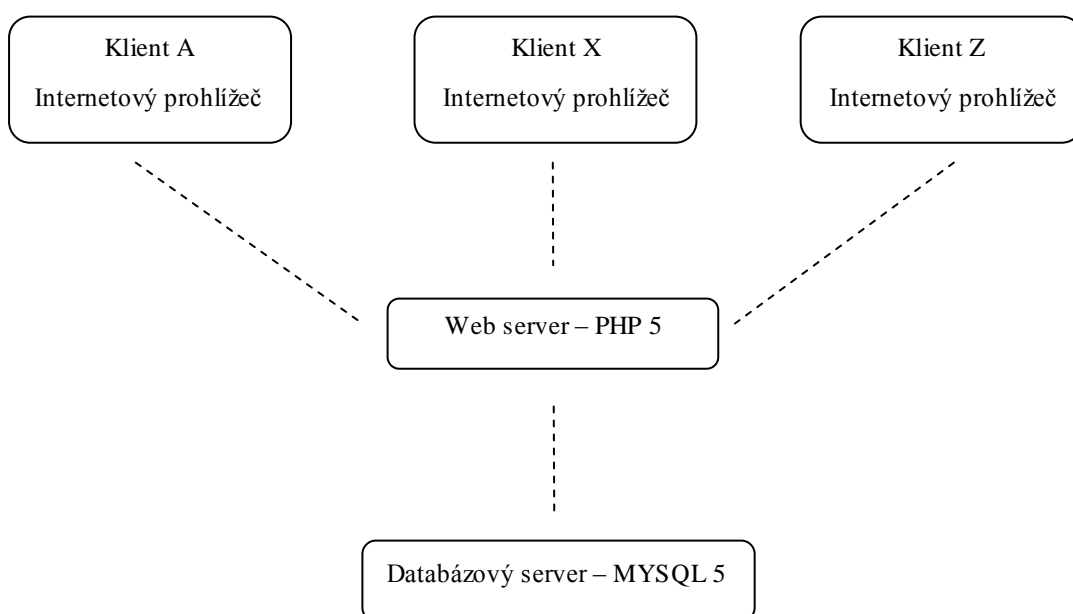 Klient A
Internetový prohlížeč
Klient X
Internetový prohlížeč
Klient Z
Internetový prohlížeč
Web server – PHP 5
Databázový server – MYSQL 5